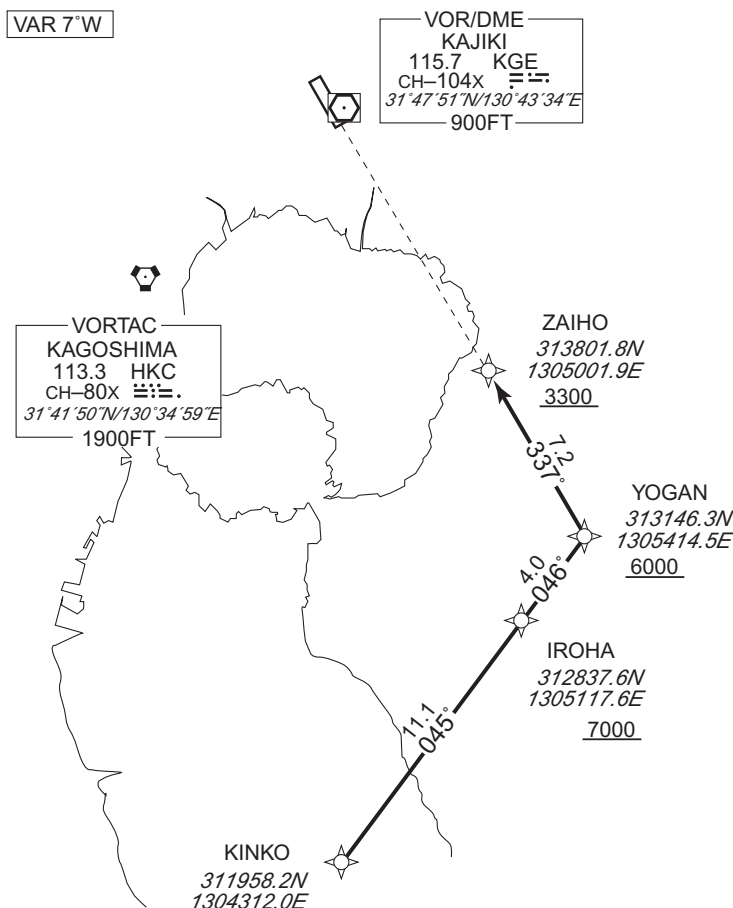 VAR 7˚W
VOR/DME
KAJIKI
115.7 KGE
CH–104X
31˚47´51˝N/130˚43´34˝E
900FT
VORTAC
KAGOSHIMA
113.3 HKC
CH–80X
31˚41´50˝N/130˚34´59˝E
1900FT
ZAIHO
313801.8N
1305001.9E
3300
7.2
337˚
YOGAN
313146.3N
1305414.5E
6000
4.0
046˚
IROHA
312837.6N
1305117.6E
7000
11.1
045˚
KINKO
311958.2N
1304312.0E